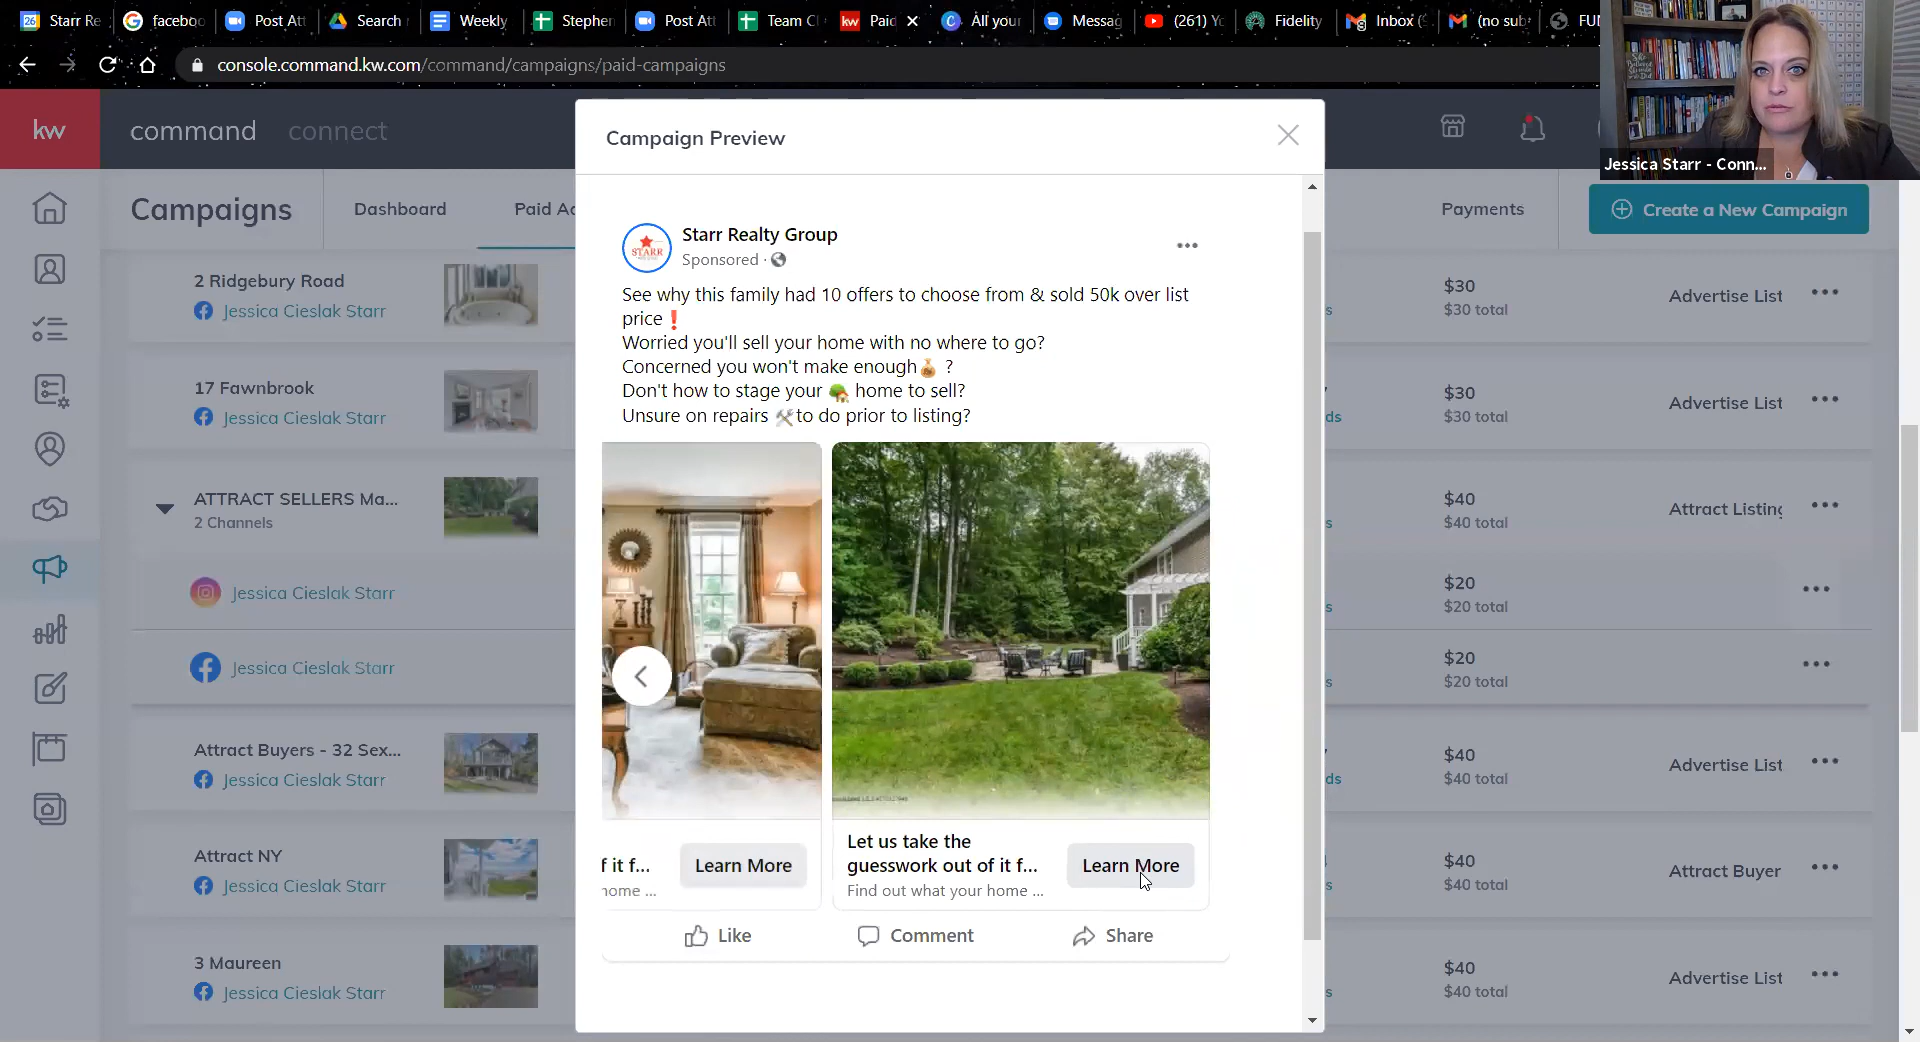 Starr Re
faceboo
Post Att
Search
Weekly
Stephen
Post Att
Team Cl
kw Paid
All your
Messag
(261) Yo
Fidelity
Inbox (
(no sub
FUN
console.command.kw.com/command/campaigns/paid-campaigns
kw
command connect
Campaign Preview
Jessica Starr - Conn...
Campaigns
Dashboard
Paid Ad
Payments
Create a New Campaign
Starr Realty Group
Sponsored ·
STARR
See why this family had 10 offers to choose from & sold 50k over list
price❗
Worried you'll sell your home with no where to go?
Concerned you won't make enough💰 ?
Don't how to stage your 🏡 home to sell?
Unsure on repairs 🛠️to do prior to listing?
f it f...
home ...
Learn More
Let us take the
guesswork out of it f...
Find out what your home ...
Learn More
Like
Comment
Share
2 Ridgebury Road
Jessica Cieslak Starr
s
$30
$30 total
Advertise List
17 Fawnbrook
Jessica Cieslak Starr
ds
$30
$30 total
Advertise List
ATTRACT SELLERS Ma...
2 Channels
s
$40
$40 total
Attract Listing
Jessica Cieslak Starr
s
$20
$20 total
Jessica Cieslak Starr
s
$20
$20 total
Attract Buyers - 32 Sex...
Jessica Cieslak Starr
ds
$40
$40 total
Advertise List
Attract NY
Jessica Cieslak Starr
s
$40
$40 total
Attract Buyer
3 Maureen
Jessica Cieslak Starr
s
$40
$40 total
Advertise List